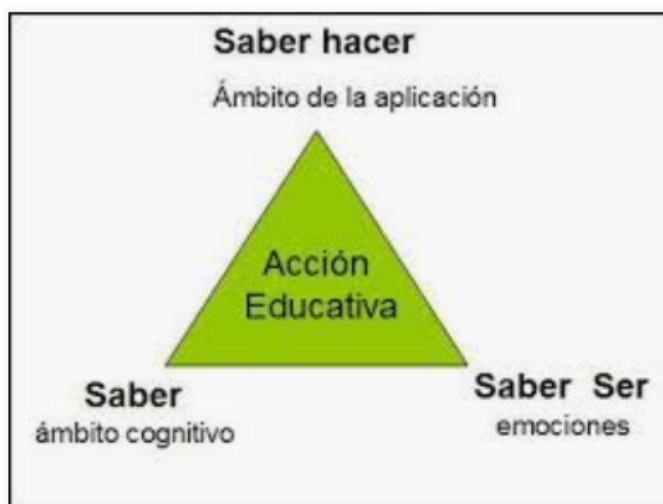 Saber hacer
Ámbito de la aplicación
Acción
Educativa
Saber
ámbito cognitivo
Saber Ser
emociones